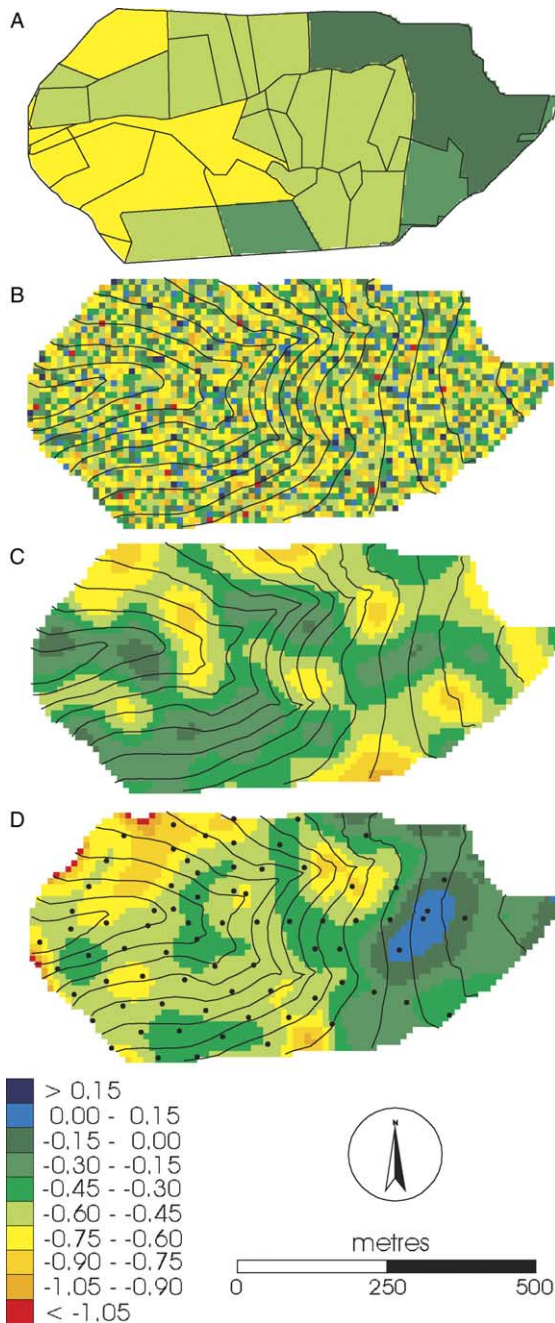 A
B
C
D
> 0.15
0.00 - 0.15
-0.15 - 0.00
-0.30 - -0.15
-0.45 - -0.30
-0.60 - -0.45
-0.75 - -0.60
-0.90 - -0.75
-1.05 - -0.90
< -1.05
N
metres
0 250 500